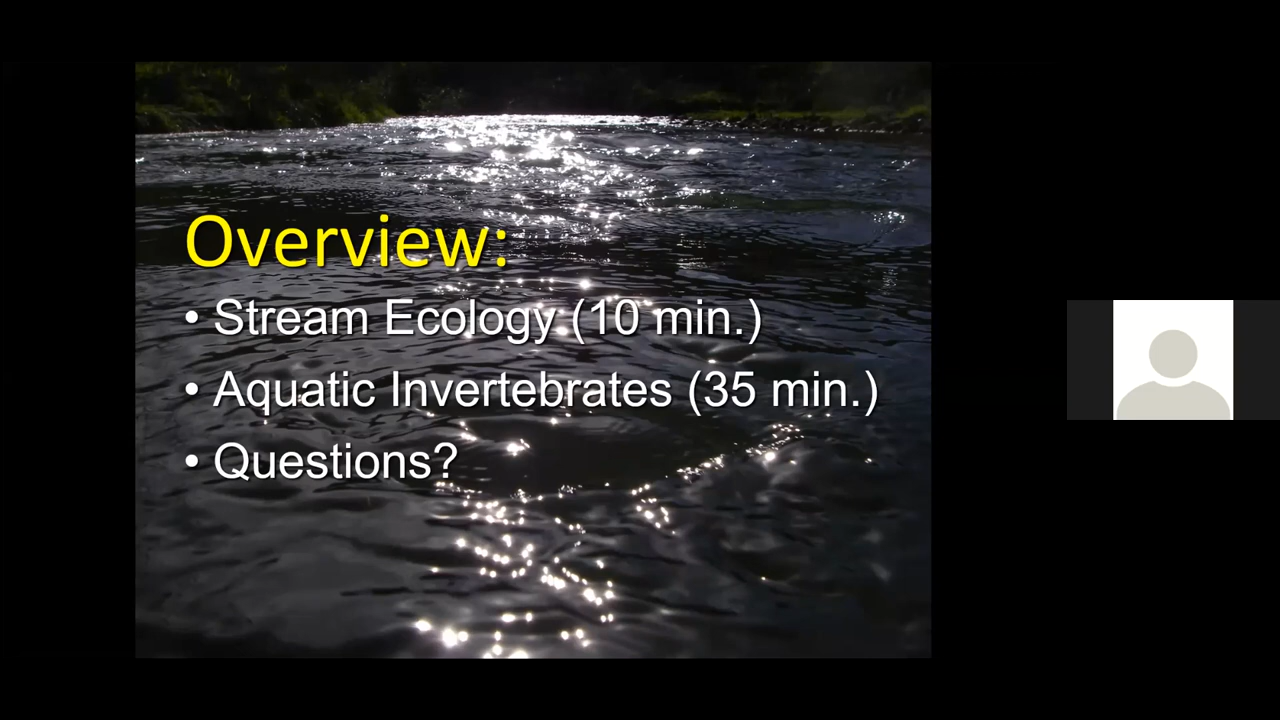 Overview:
• Stream Ecology (10 min.)
• Aquatic Invertebrates (35 min.)
• Questions?